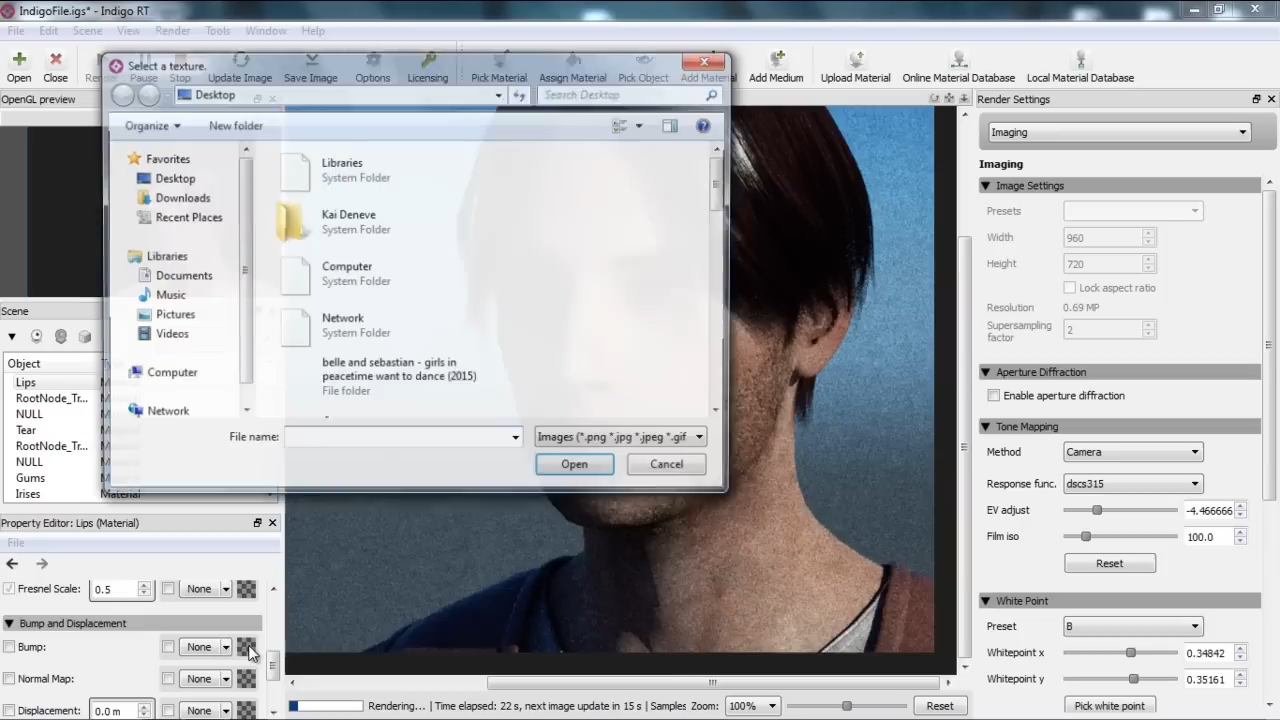 IndigoFile.igs* - Indigo RT
File Edit Scene View Render Tools Window Help
Open Close Pause Stop Update Image Save Image Options Licensing Pick Material Assign Material Pick Object Add Material Add Medium Upload Material Online Material Database Local Material Database
OpenGL preview
Select a texture.
Desktop
Search Desktop
Organize New folder
Favorites
Desktop
Downloads
Recent Places
Libraries
Documents
Music
Pictures
Videos
Computer
Network
Libraries
System Folder
Kai Deneve
System Folder
Computer
System Folder
Network
System Folder
belle and sebastian - girls in
peacetime want to dance (2015)
File folder
File name:
Images (*.png *.jpg *.jpeg *.gif
Open Cancel
Scene
Object
Lips
RootNode_Tr...
NULL
Tear
RootNode_Tr...
NULL
Gums
Irises Material
Property Editor: Lips (Material)
File
Fresnel Scale: 0.5 None
Bump and Displacement
Bump: None
Normal Map: None
Displacement: 0.0 m None
Rendering... | Time elapsed: 22 s, next image update in 15 s | Samples Zoom: 100% Reset
Render Settings
Imaging
Imaging
Image Settings
Presets
Width 960
Height 720
Lock aspect ratio
Resolution 0.69 MP
Supersampling
factor 2
Aperture Diffraction
Enable aperture diffraction
Tone Mapping
Method Camera
Response func. dscs315
EV adjust -4.466666
Film iso 100.0
Reset
White Point
Preset B
Whitepoint x 0.34842
Whitepoint y 0.35161
Pick white point